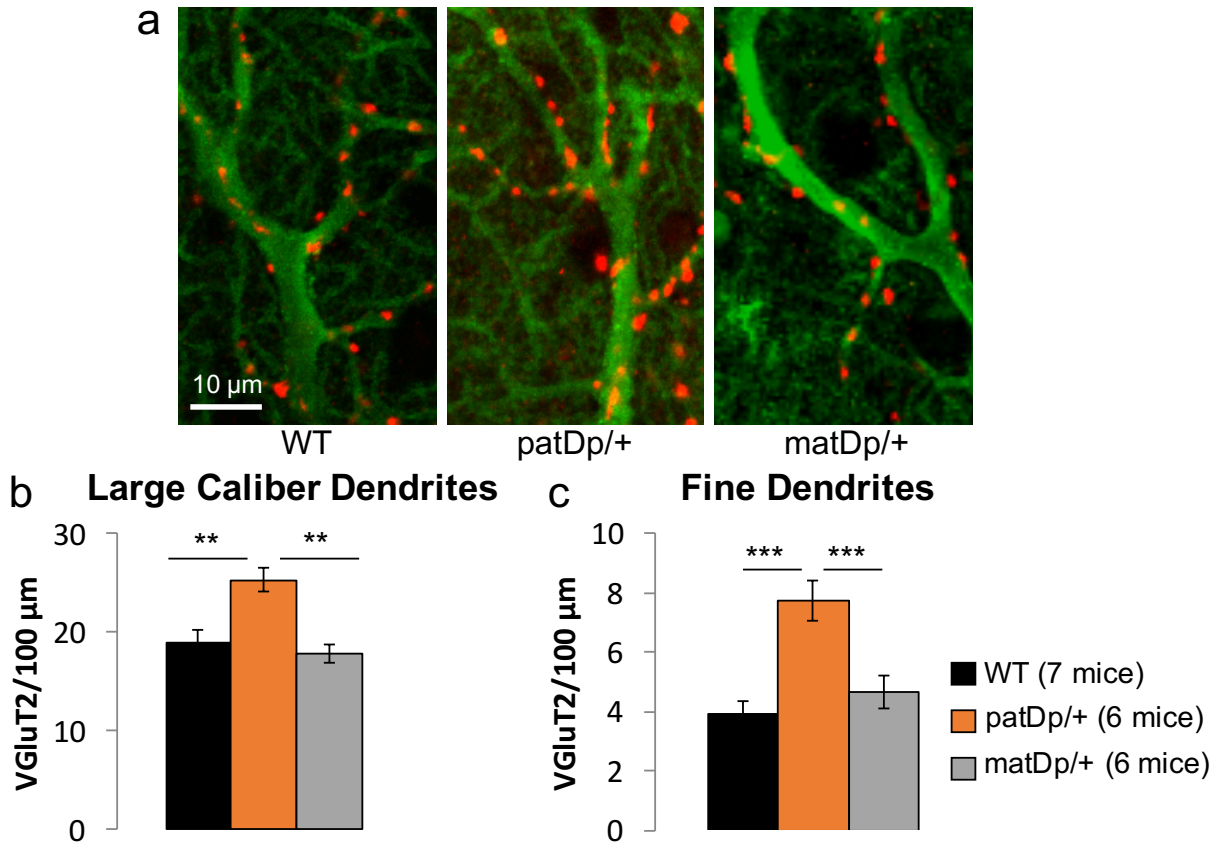 a
10 µm
WT
patDp/+
matDp/+
b
Large Caliber Dendrites
VGluT2/100 µm
30
20
10
0
**
**
c
Fine Dendrites
VGluT2/100 µm
10
8
6
4
2
0
***
***
WT (7 mice)
patDp/+ (6 mice)
matDp/+ (6 mice)